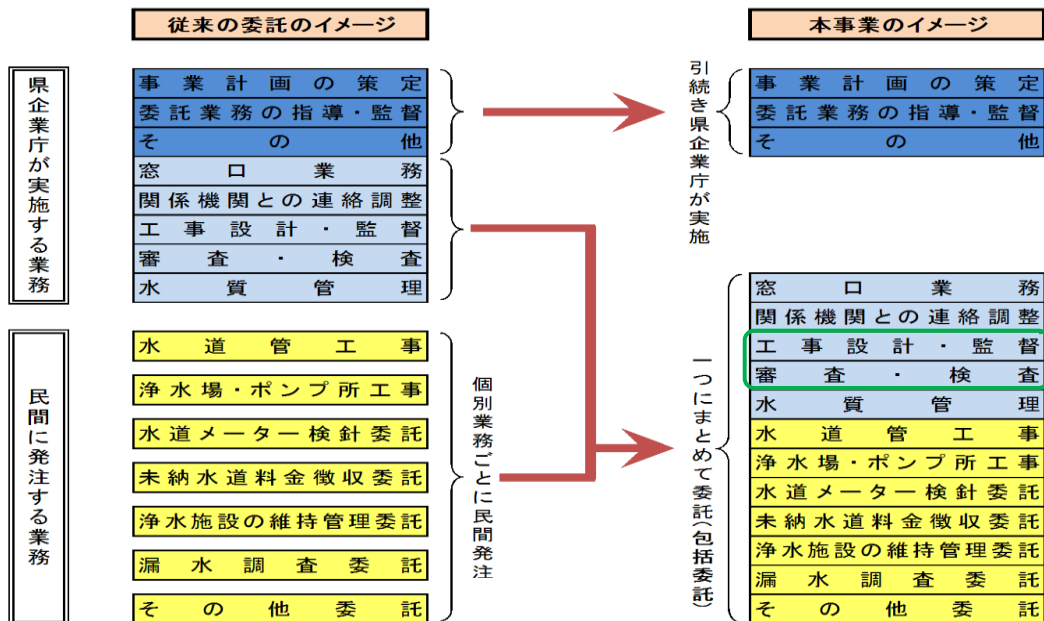 従来の委託のイメージ
本事業のイメージ
県企業庁が実施する業務
事業計画の策定
委託業務の指導・監督
その他
窓口業務
関係機関との連絡調整
工事設計・監督
審査・検査
水質管理
民間に発注する業務
水道管工事
浄水場・ポンプ所工事
水道メーター検針委託
未納水道料金徴収委託
浄水施設の維持管理委託
漏水調査委託
その他委託
個別業務ごとに民間発注
引続き県企業庁が実施
事業計画の策定
委託業務の指導・監督
その他
一つにまとめて委託(包括委託)
窓口業務
関係機関との連絡調整
工事設計・監督
審査・検査
水質管理
水道管工事
浄水場・ポンプ所工事
水道メーター検針委託
未納水道料金徴収委託
浄水施設の維持管理委託
漏水調査委託
その他委託